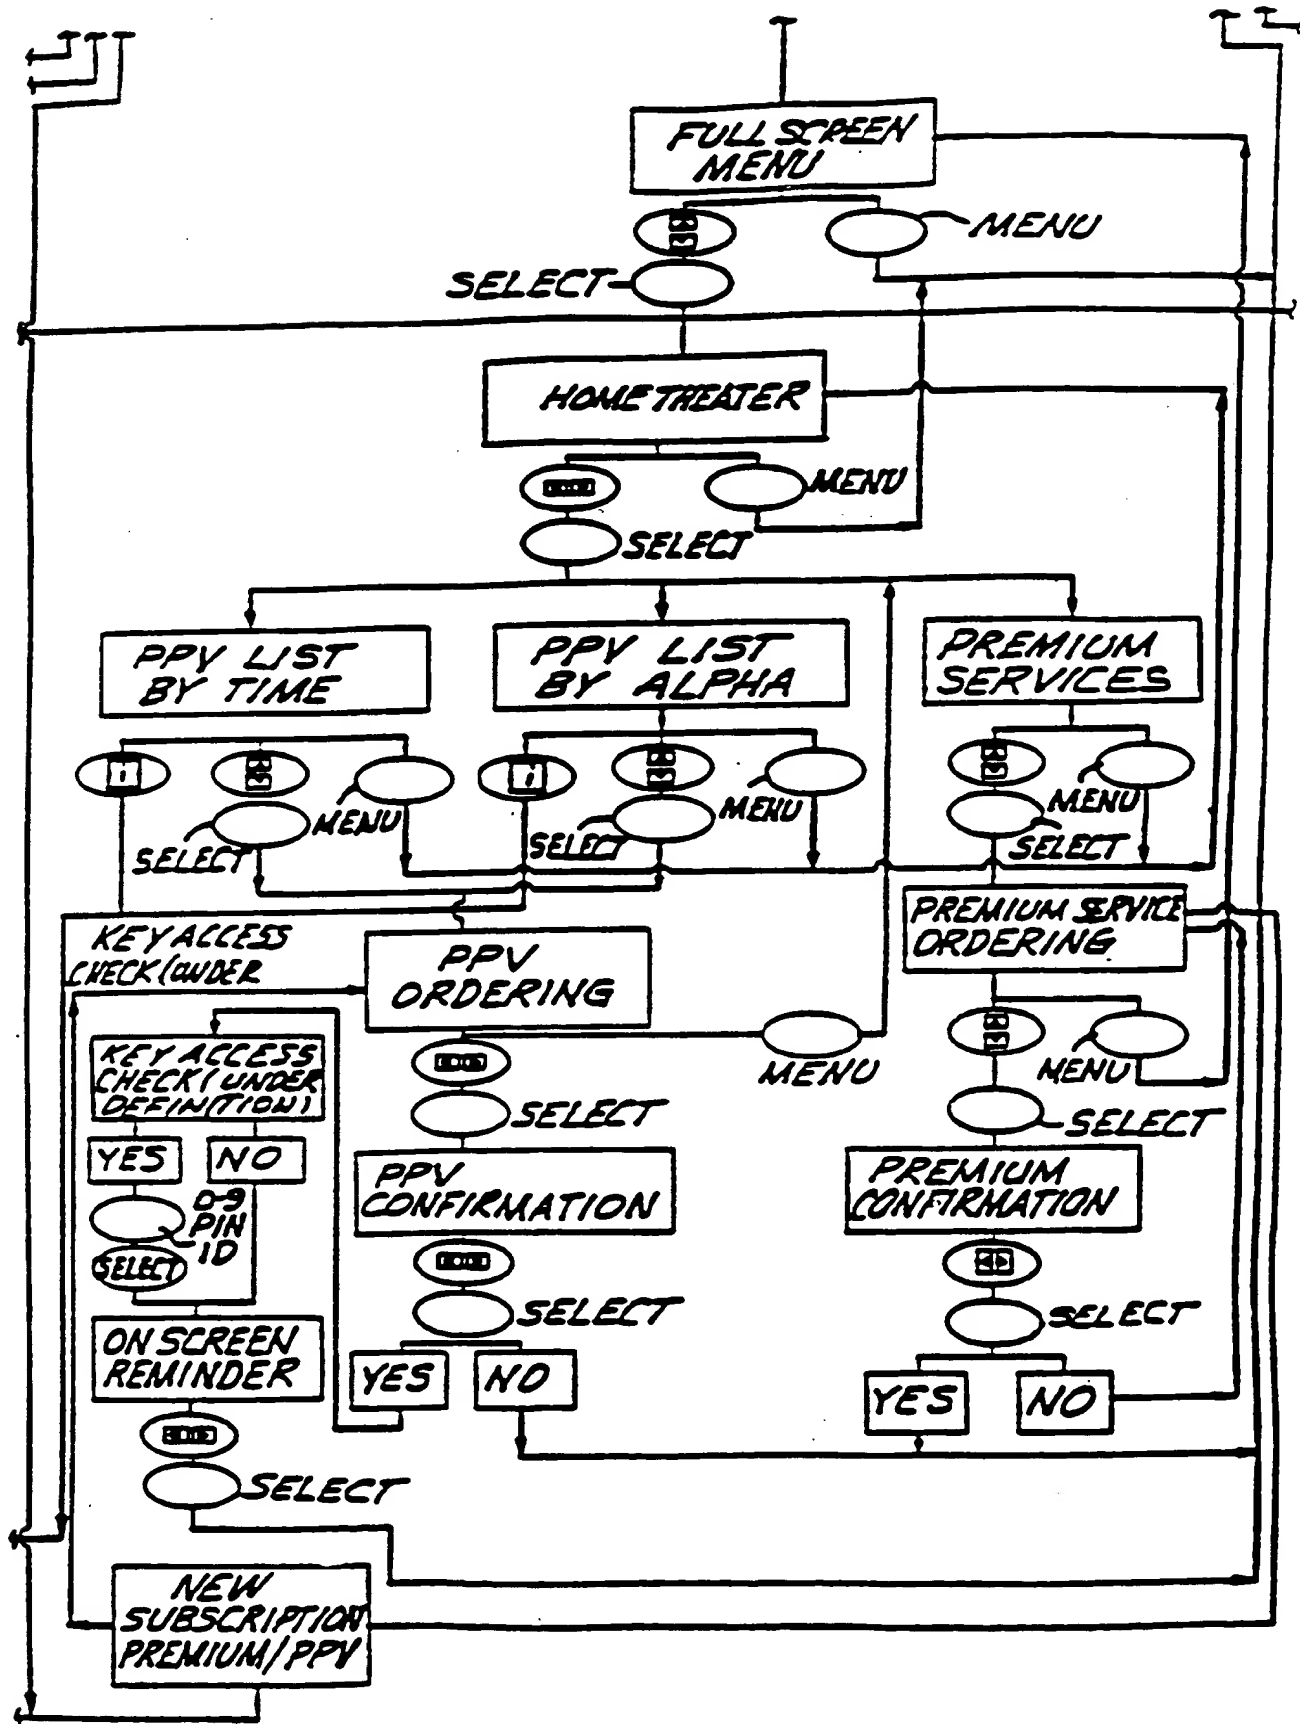 FULL SCREEN
MENU
MENU
SELECT
HOME THEATER
MENU
SELECT
PPV LIST
BY TIME
PPV LIST
BY ALPHA
PREMIUM
SERVICES
i
i
MENU
SELECT
MENU
SELECT
MENU
SELECT
KEY ACCESS
CHECK (UNDER
PPV
ORDERING
PREMIUM SERVICE
ORDERING
MENU
MENU
KEY ACCESS
CHECK (UNDER
DEFINITION)
SELECT
SELECT
YES
NO
PPV
CONFIRMATION
PREMIUM
CONFIRMATION
0-9
PIN
ID
SELECT
SELECT
SELECT
ON SCREEN
REMINDER
YES
NO
YES
NO
SELECT
NEW
SUBSCRIPTION
PREMIUM/PPV